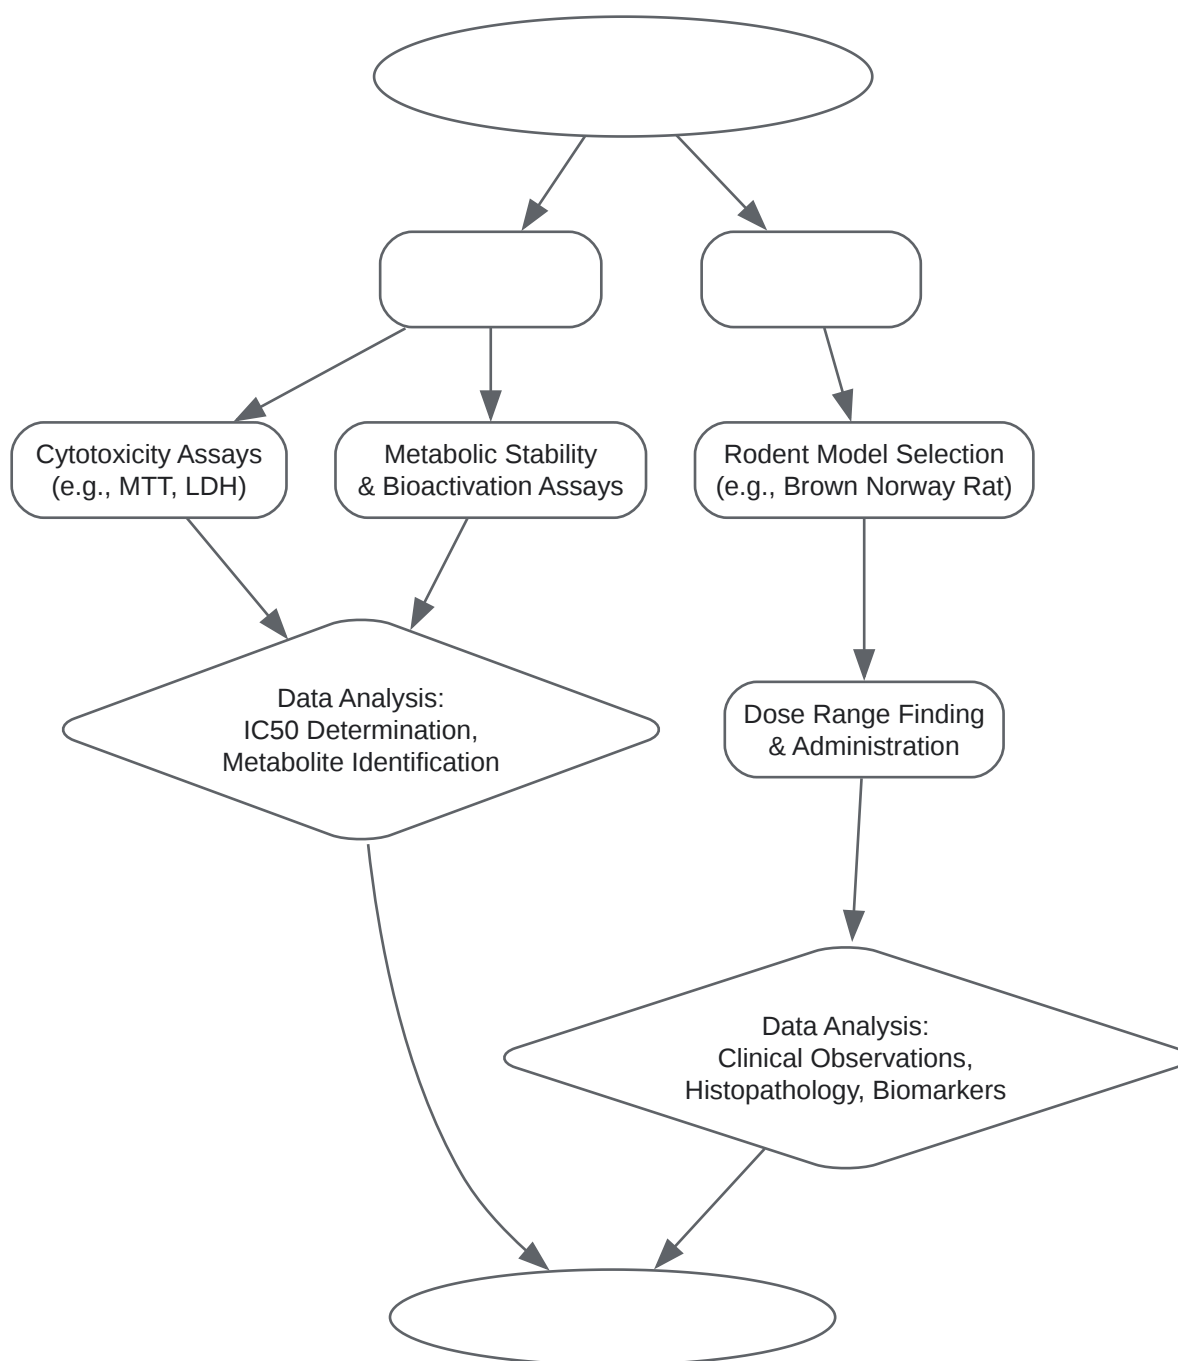 Cytotoxicity Assays
(e.g., MTT, LDH)
Metabolic Stability
& Bioactivation Assays
Rodent Model Selection
(e.g., Brown Norway Rat)
Data Analysis:
IC50 Determination,
Metabolite Identification
Dose Range Finding
& Administration
Data Analysis:
Clinical Observations,
Histopathology, Biomarkers